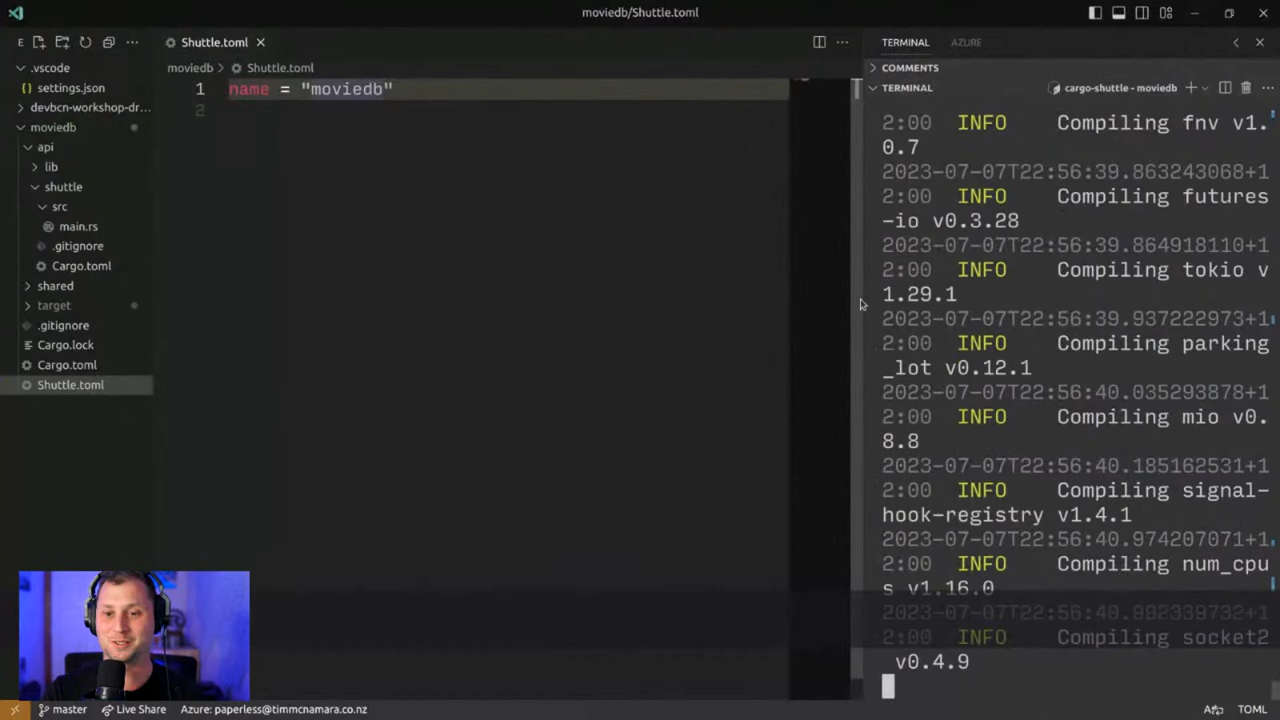 moviedb/Shuttle.toml
E
Shuttle.toml
TERMINAL AZURE
.vscode
moviedb Shuttle.toml
COMMENTS
settings.json
1 name = "moviedb"
TERMINAL
cargo-shuttle - moviedb
devbcn-workshop-dr...
2
moviedb
api
lib
shuttle
src
main.rs
.gitignore
Cargo.toml
shared
target
.gitignore
Cargo.lock
Cargo.toml
Shuttle.toml
2:00 INFO Compiling fnv v1.
0.7
2023-07-07T22:56:39.863243068+1
2:00 INFO Compiling futures
-io v0.3.28
2023-07-07T22:56:39.864918110+1
2:00 INFO Compiling tokio v
1.29.1
2023-07-07T22:56:39.937222973+1
2:00 INFO Compiling parking
_lot v0.12.1
2023-07-07T22:56:40.035293878+1
2:00 INFO Compiling mio v0.
8.8
2023-07-07T22:56:40.185162531+1
2:00 INFO Compiling signal-
hook-registry v1.4.1
2023-07-07T22:56:40.974207071+1
2:00 INFO Compiling num_cpu
s v1.16.0
2023-07-07T22:56:40.982339732+1
2:00 INFO Compiling socket2
v0.4.9
master Live Share Azure: paperless@timmcnamara.co.nz TOML